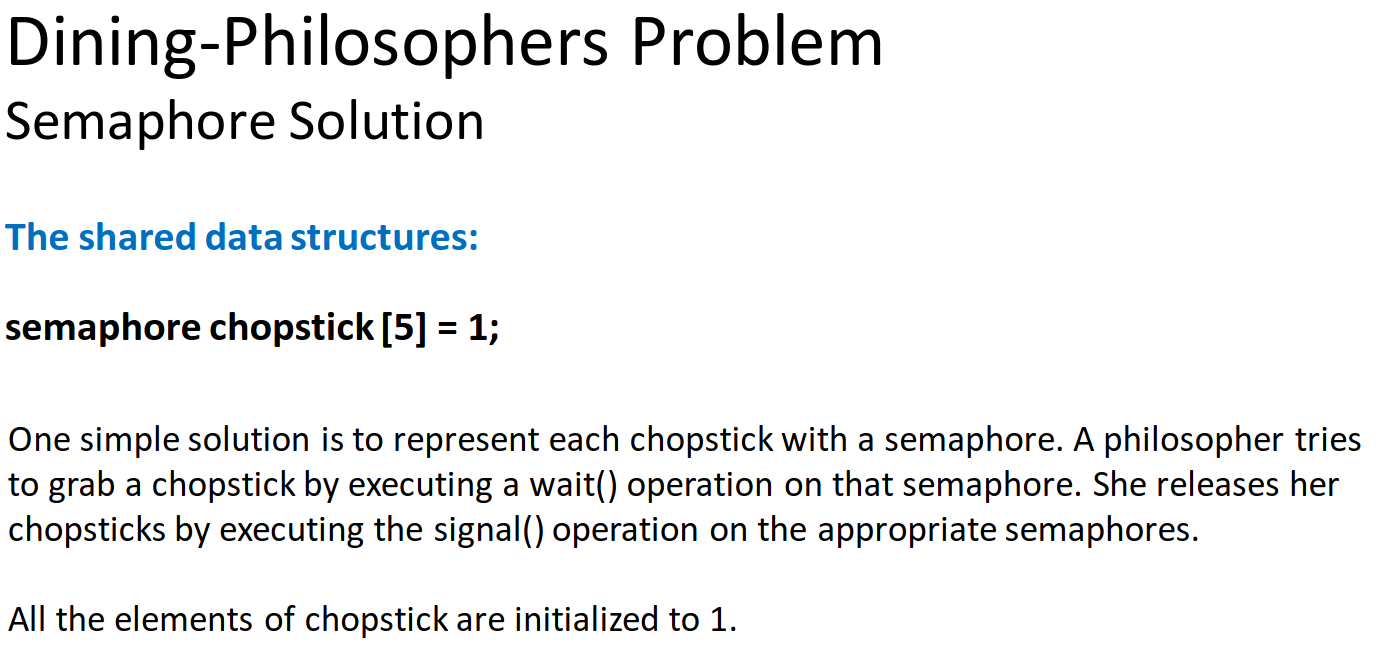 Dining-Philosophers Problem
Semaphore Solution
The shared data structures:
semaphore chopstick [5] = 1;
One simple solution is to represent each chopstick with a semaphore. A philosopher tries
to grab a chopstick by executing a wait() operation on that semaphore. She releases her
chopsticks by executing the signal() operation on the appropriate semaphores.
All the elements of chopstick are initialized to 1.